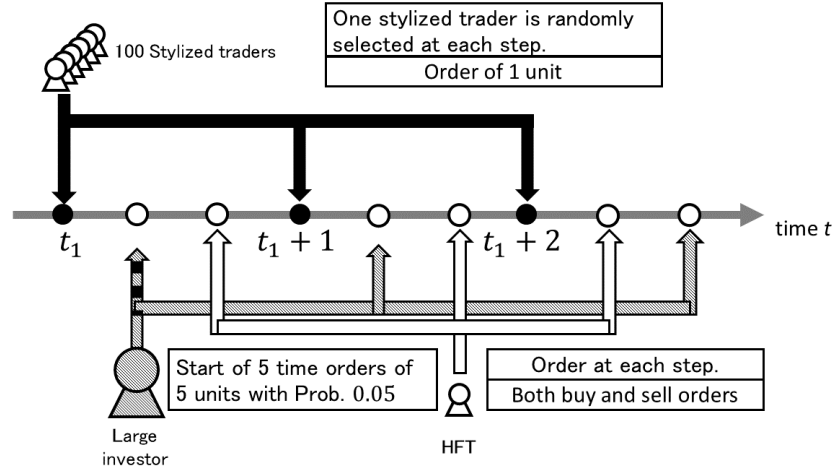 One stylized trader is randomly
selected at each step.
Order of 1 unit
100 Stylized traders
t₁
t₁ + 1
t₁ + 2
time t
Start of 5 time orders of
5 units with Prob. 0.05
Order at each step.
Both buy and sell orders
Large
investor
HFT